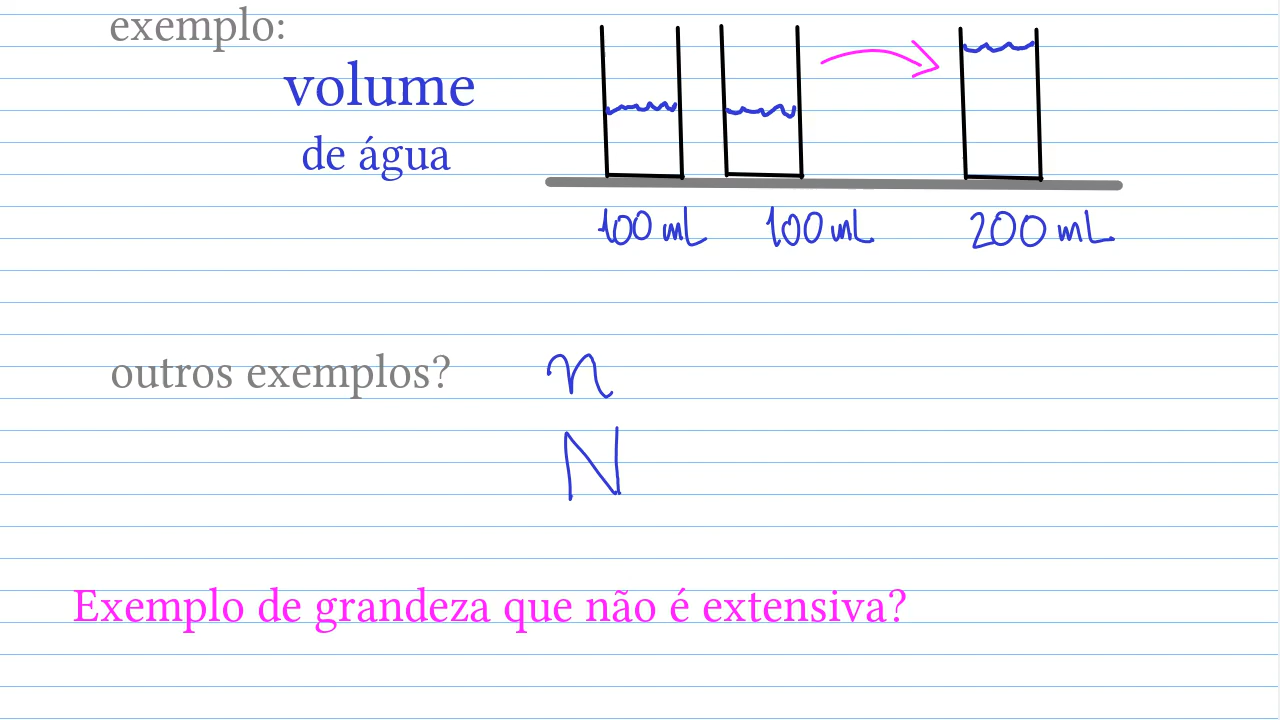 exemplo:
volume
de água
100 mL 100 mL 200 mL
outros exemplos? n
N
Exemplo de grandeza que não é extensiva?